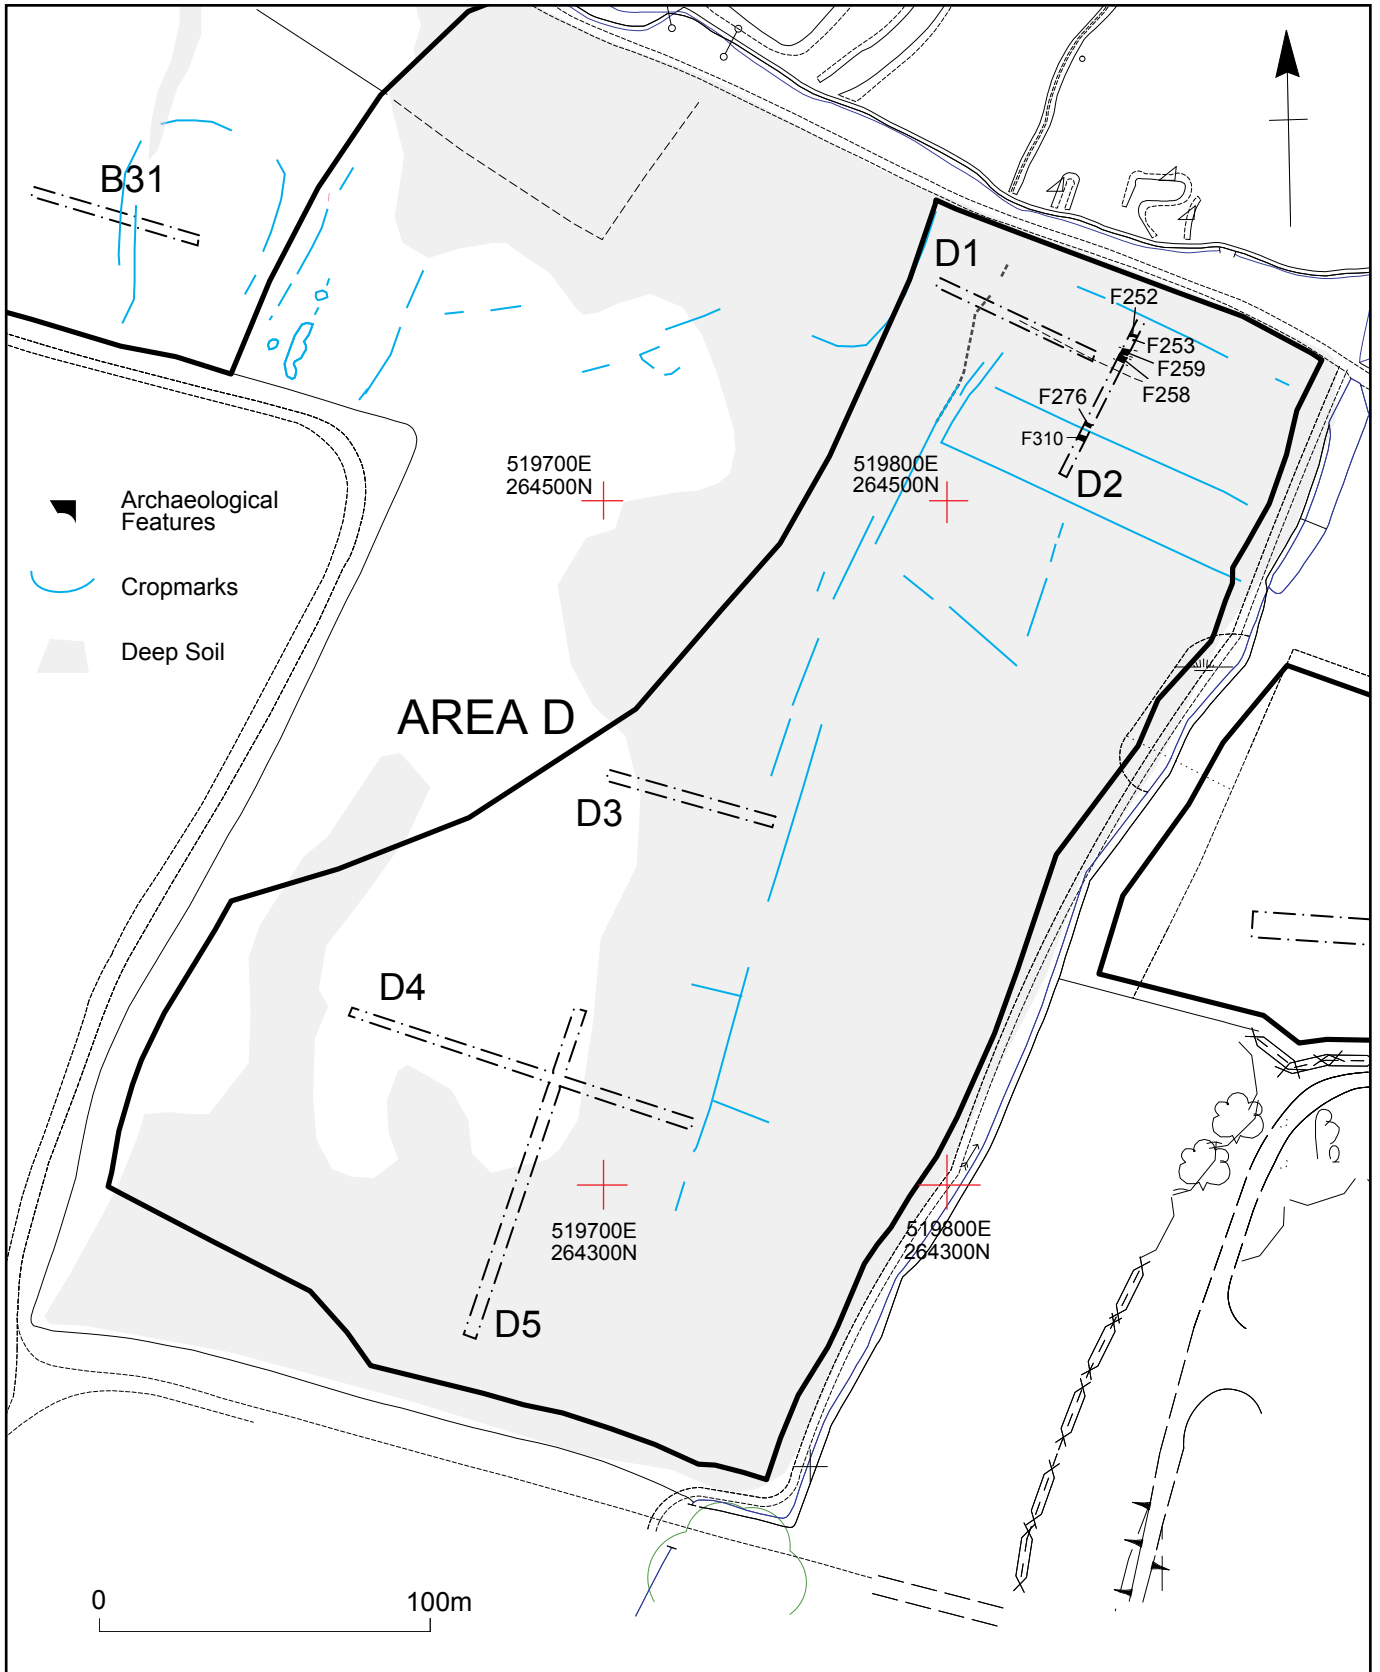 B31
D1
F252
F253
F259
F258
F276
F310
D2
519700E
264500N
519800E
264500N
Archaeological
Features
Cropmarks
Deep Soil
AREA D
D3
D4
519700E
264300N
519800E
264300N
D5
0
100m